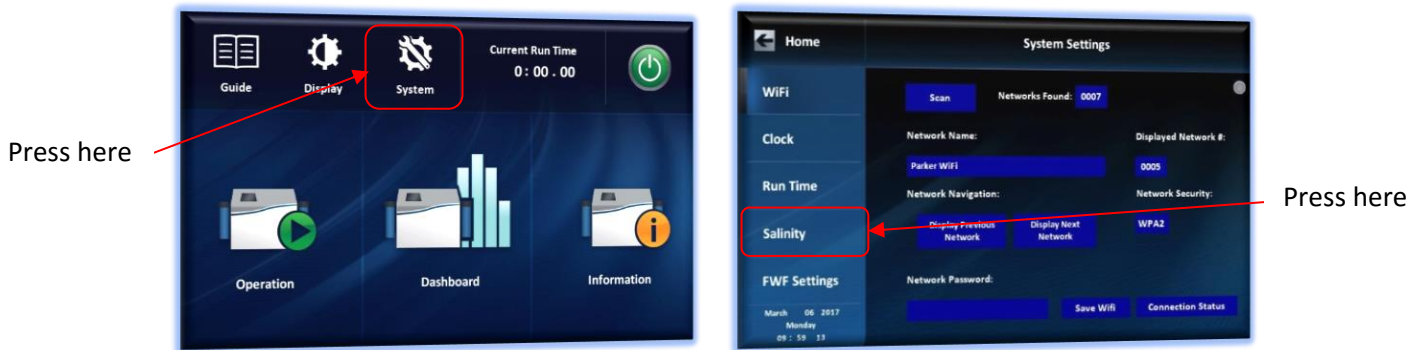 Press here
Guide
Display
System
Current Run Time
0 : 00 . 00
Operation
Dashboard
Information
Home
System Settings
WiFi
Clock
Run Time
Salinity
FWF Settings
March 06 2017
Monday
09 : 59 13
Scan
Networks Found: 0007
Network Name:
Displayed Network #:
Parker WiFi
0005
Network Navigation:
Network Security:
Display Previous
Network
Display Next
Network
WPA2
Network Password:
Save Wifi
Connection Status
Press here